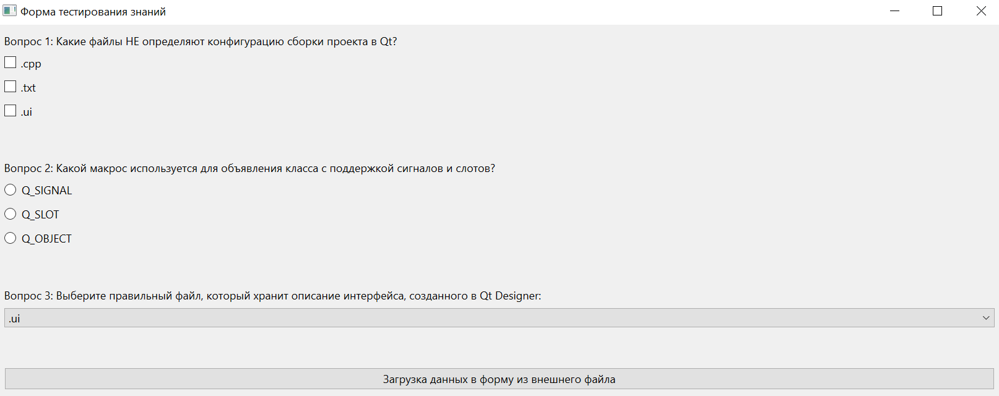 Форма тестирования знаний
Вопрос 1: Какие файлы НЕ определяют конфигурацию сборки проекта в Qt?
.cpp
.txt
.ui
Вопрос 2: Какой макрос используется для объявления класса с поддержкой сигналов и слотов?
Q_SIGNAL
Q_SLOT
Q_OBJECT
Вопрос 3: Выберите правильный файл, который хранит описание интерфейса, созданного в Qt Designer:
.ui
Загрузка данных в форму из внешнего файла